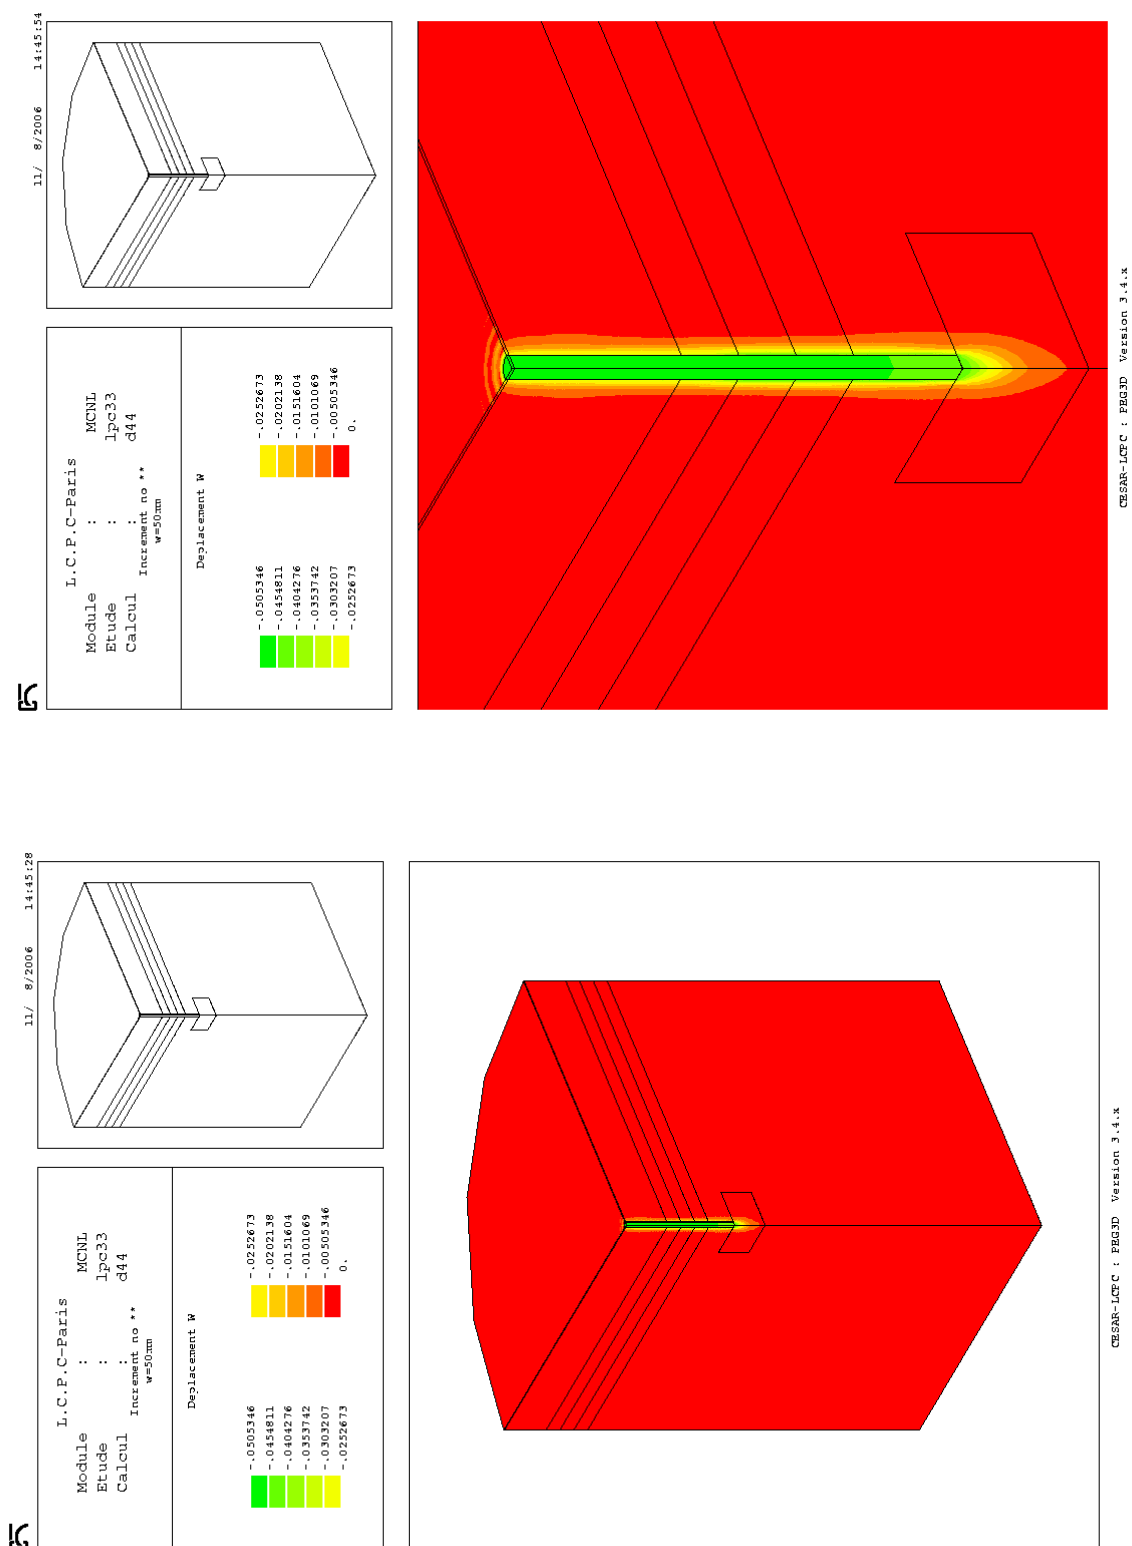 11/ 8/2006 14:45:54
L.C.P.C-Paris
Module : MCNL
Etude : lpc33
Calcul : d44
Increment no **
w=50mm
Deplacement W
-.0505346
-.0454811
-.0404276
-.0353742
-.0303207
-.0252673
-.0252673
-.0202138
-.0151604
-.0101069
-.00505346
0.
CESAR-LCPC : PEG3D Version 3.4.x
11/ 8/2006 14:45:28
L.C.P.C-Paris
Module : MCNL
Etude : lpc33
Calcul : d44
Increment no **
w=50mm
Deplacement W
-.0505346
-.0454811
-.0404276
-.0353742
-.0303207
-.0252673
-.0252673
-.0202138
-.0151604
-.0101069
-.00505346
0.
CESAR-LCPC : PEG3D Version 3.4.x